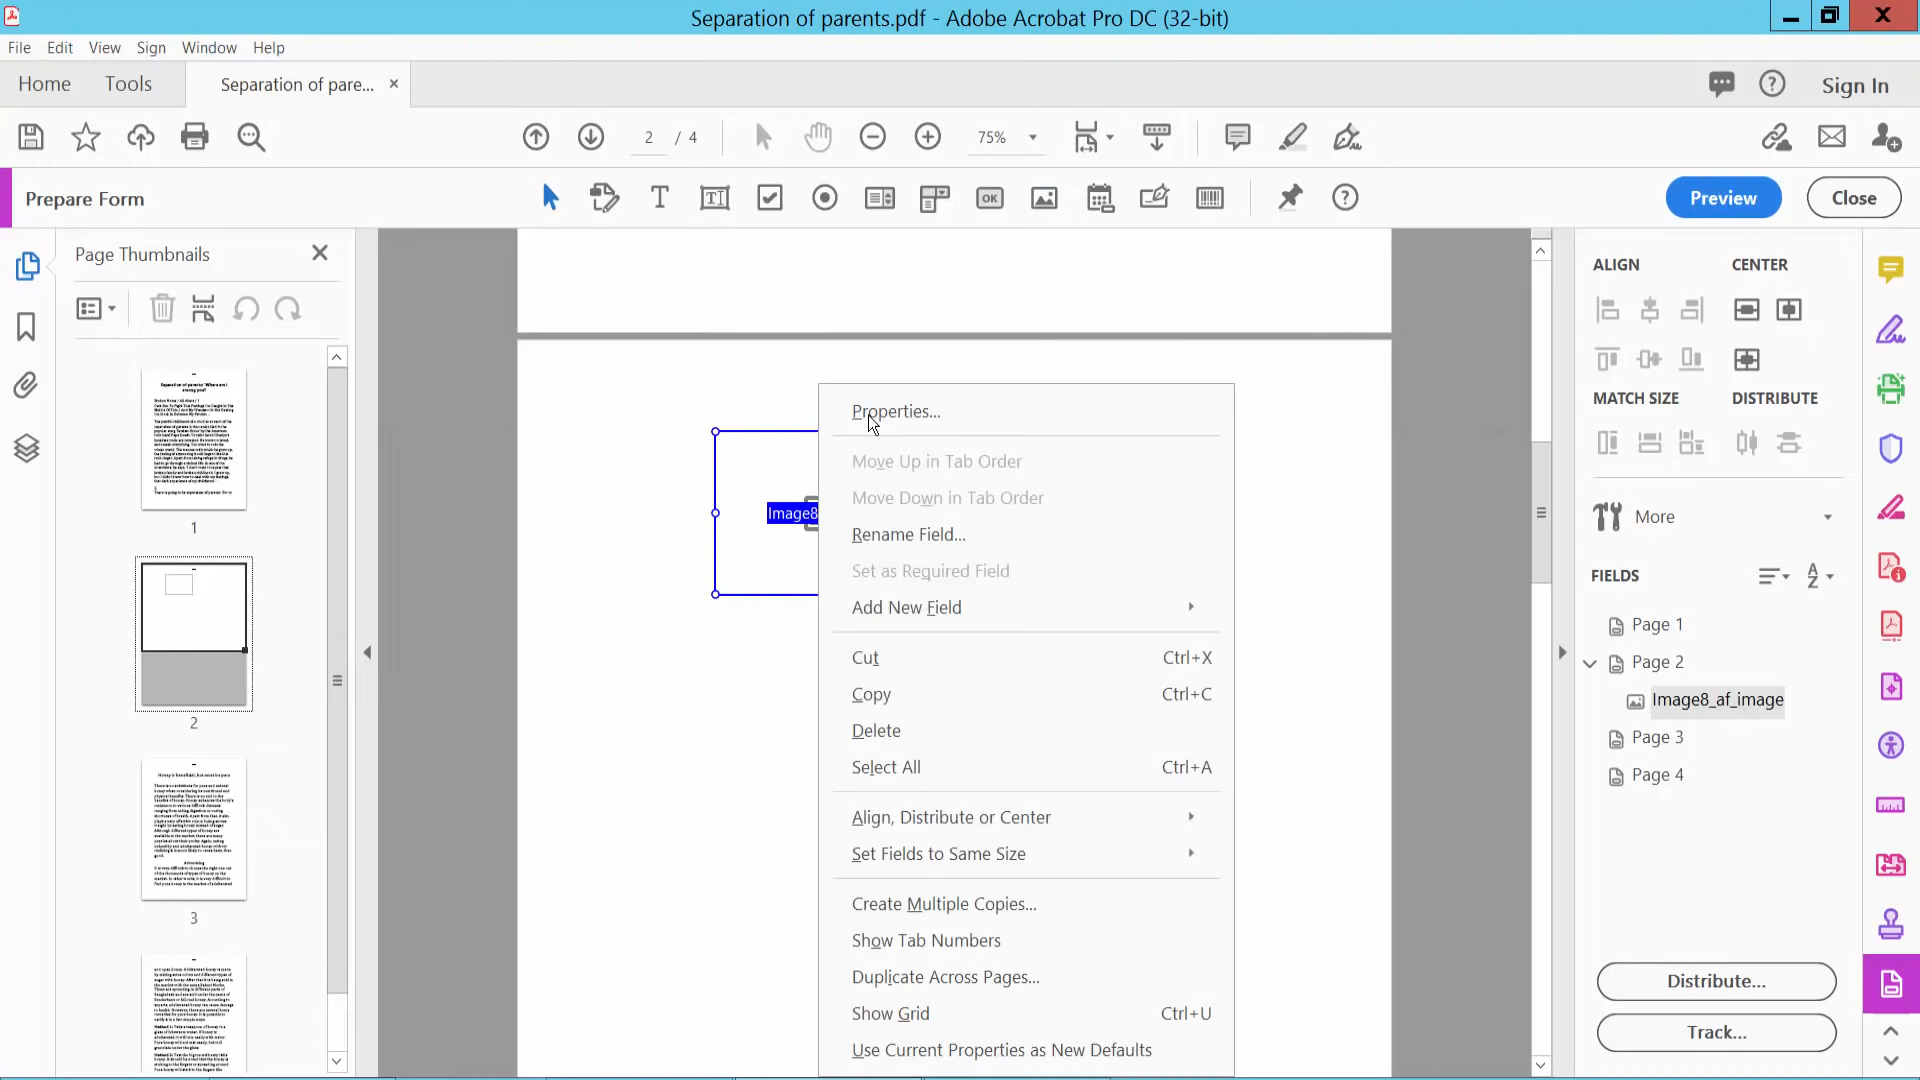 Separation of parents.pdf - Adobe Acrobat Pro DC (32-bit)
File Edit View Sign Window Help
Home Tools Separation of pare... Sign In
2 / 4 75%
Prepare Form
OK
Preview Close
Page Thumbnails
1
2
3
Image8
Properties...
Move Up in Tab Order
Move Down in Tab Order
Rename Field...
Set as Required Field
Add New Field
Cut Ctrl+X
Copy Ctrl+C
Delete
Select All Ctrl+A
Align, Distribute or Center
Set Fields to Same Size
Create Multiple Copies...
Show Tab Numbers
Duplicate Across Pages...
Show Grid Ctrl+U
Use Current Properties as New Defaults
ALIGN CENTER
MATCH SIZE DISTRIBUTE
More
FIELDS
Page 1
Page 2
Image8_af_image
Page 3
Page 4
Distribute...
Track...